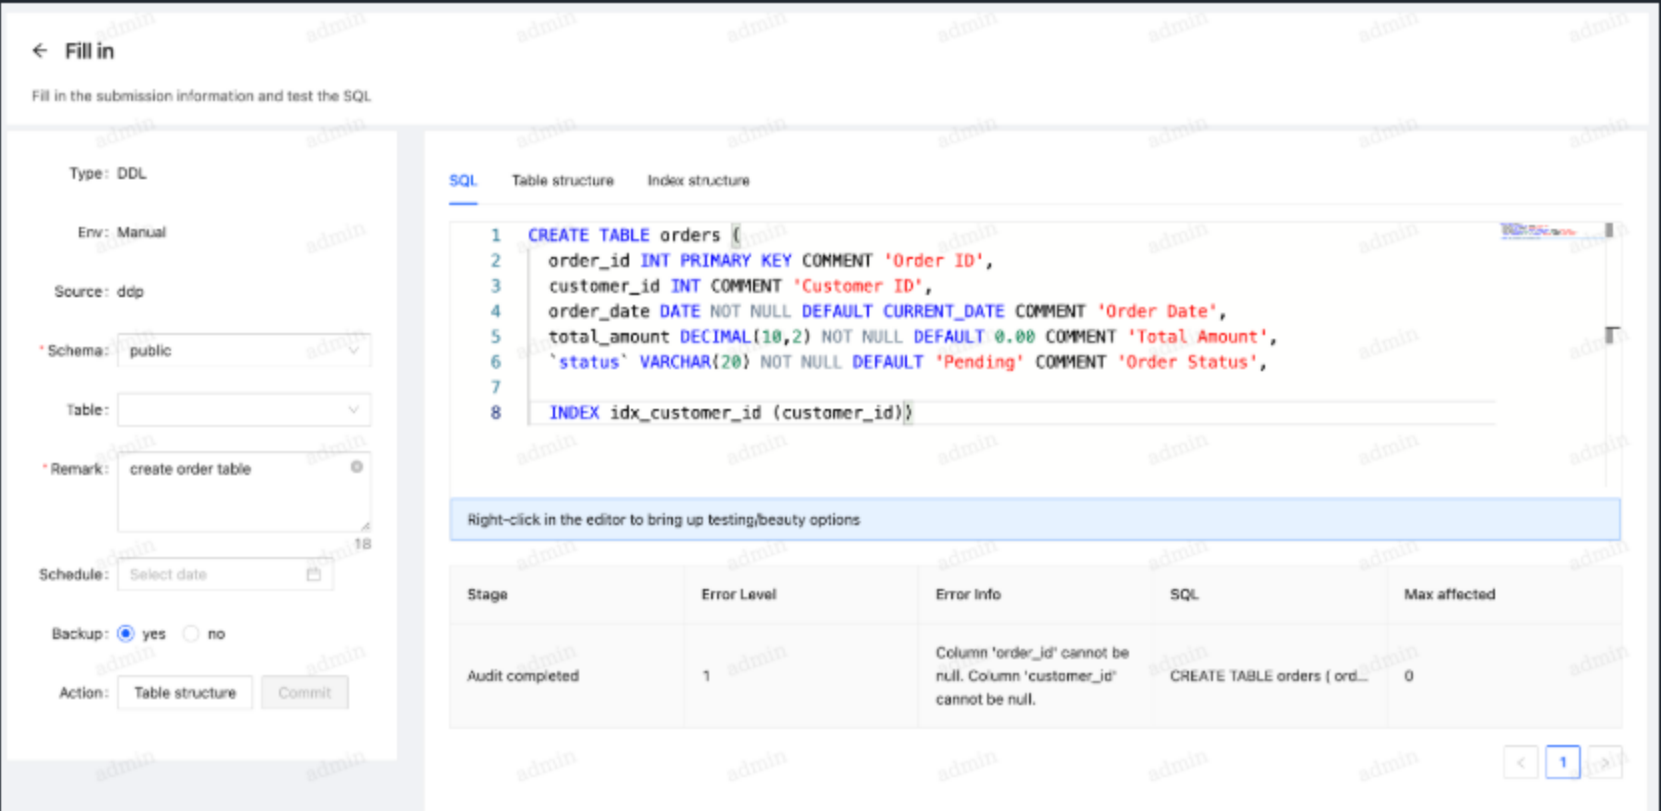 ← Fill in
Fill in the submission information and test the SQL
Type: DDL
Env: Manual
Source: ddp
* Schema: public
Table:
* Remark: create order table
18
Schedule: Select date
Backup: yes no
Action: Table structure Commit
SQL Table structure Index structure
1 CREATE TABLE orders (
2 order_id INT PRIMARY KEY COMMENT 'Order ID',
3 customer_id INT COMMENT 'Customer ID',
4 order_date DATE NOT NULL DEFAULT CURRENT_DATE COMMENT 'Order Date',
5 total_amount DECIMAL(10,2) NOT NULL DEFAULT 0.00 COMMENT 'Total Amount',
6 `status` VARCHAR(20) NOT NULL DEFAULT 'Pending' COMMENT 'Order Status',
7
8 INDEX idx_customer_id (customer_id))
Right-click in the editor to bring up testing/beauty options
Stage Error Level Error Info SQL Max affected
Column 'order_id' cannot be
Audit completed 1 null. Column 'customer_id' CREATE TABLE orders ( ord... 0
cannot be null.
< 1 >
admin